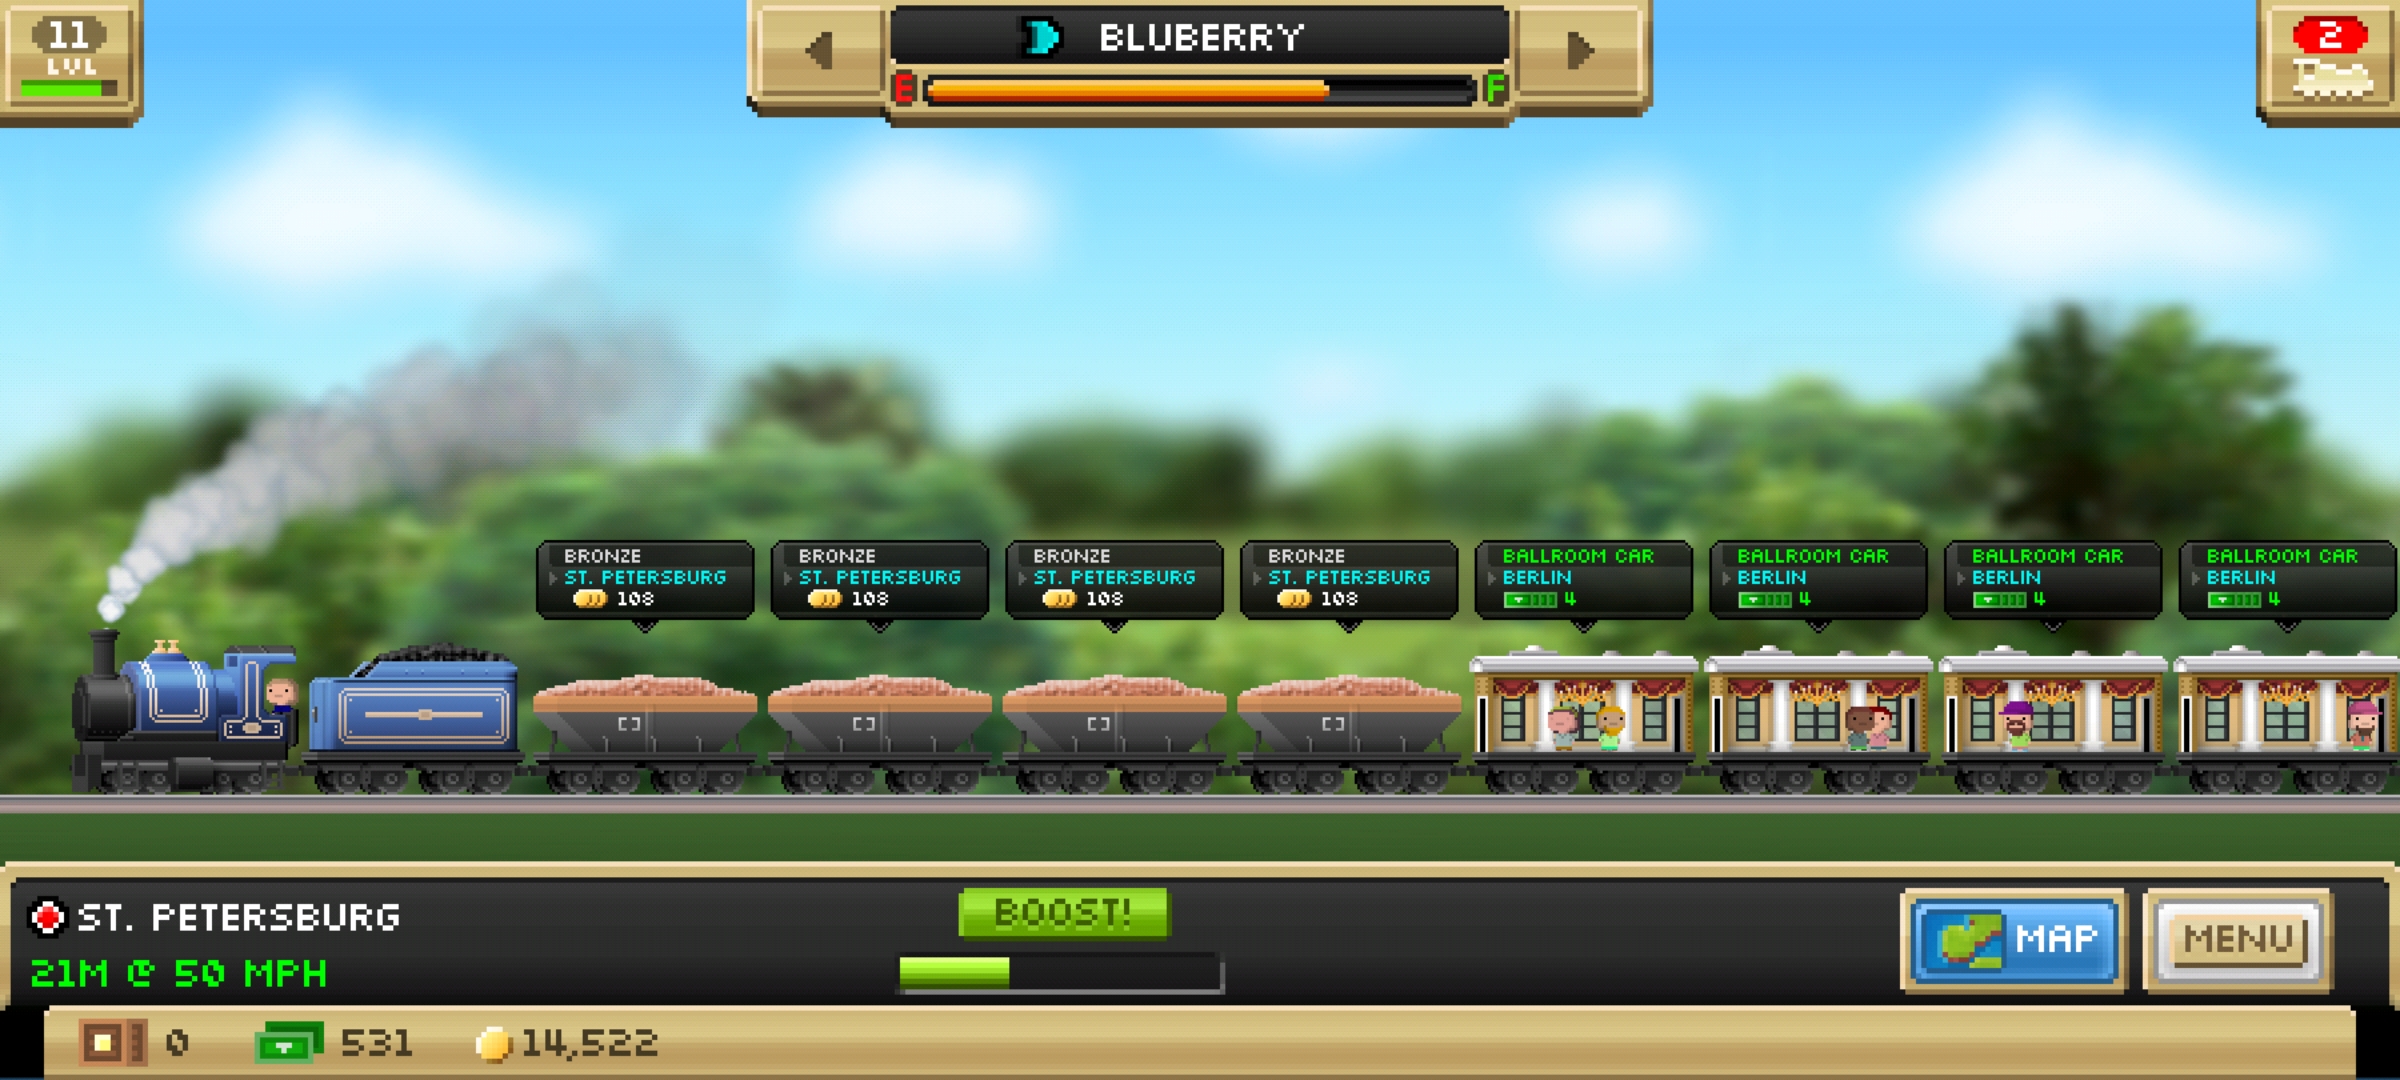 11
LVL
BLUBERRY
E
F
2
BRONZE
ST. PETERSBURG
108
BRONZE
ST. PETERSBURG
108
BRONZE
ST. PETERSBURG
108
BRONZE
ST. PETERSBURG
108
BALLROOM CAR
BERLIN
4
BALLROOM CAR
BERLIN
4
BALLROOM CAR
BERLIN
4
BALLROOM CAR
BERLIN
4
ST. PETERSBURG
21M @ 50 MPH
BOOST!
MAP
MENU
0
531
14,522